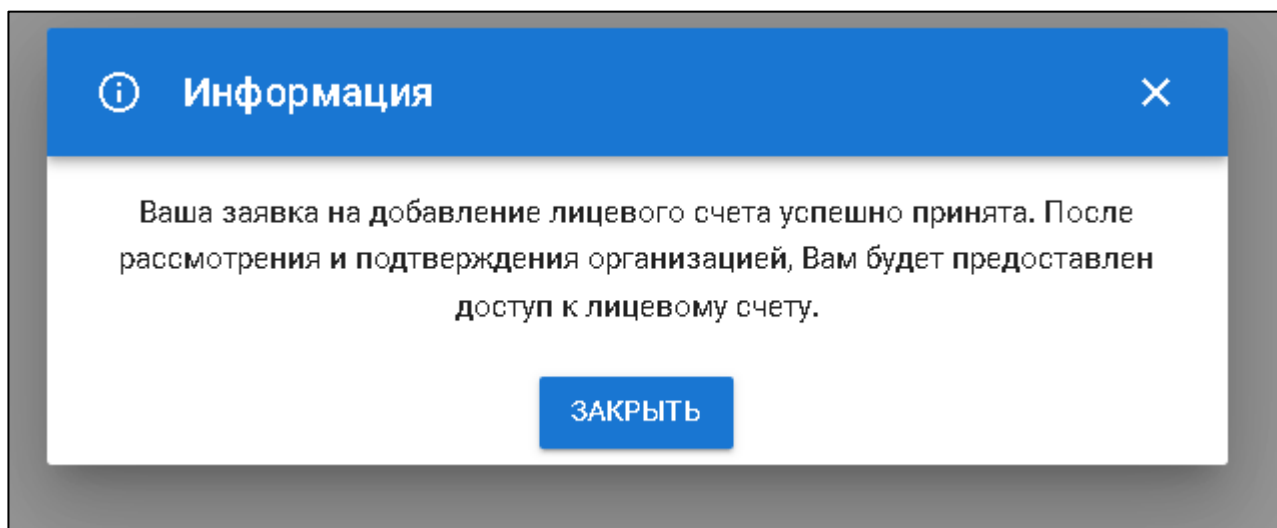 Информация
Ваша заявка на добавление лицевого счета успешно принята. После
рассмотрения и подтверждения организацией, Вам будет предоставлен
доступ к лицевому счету.
ЗАКРЫТЬ